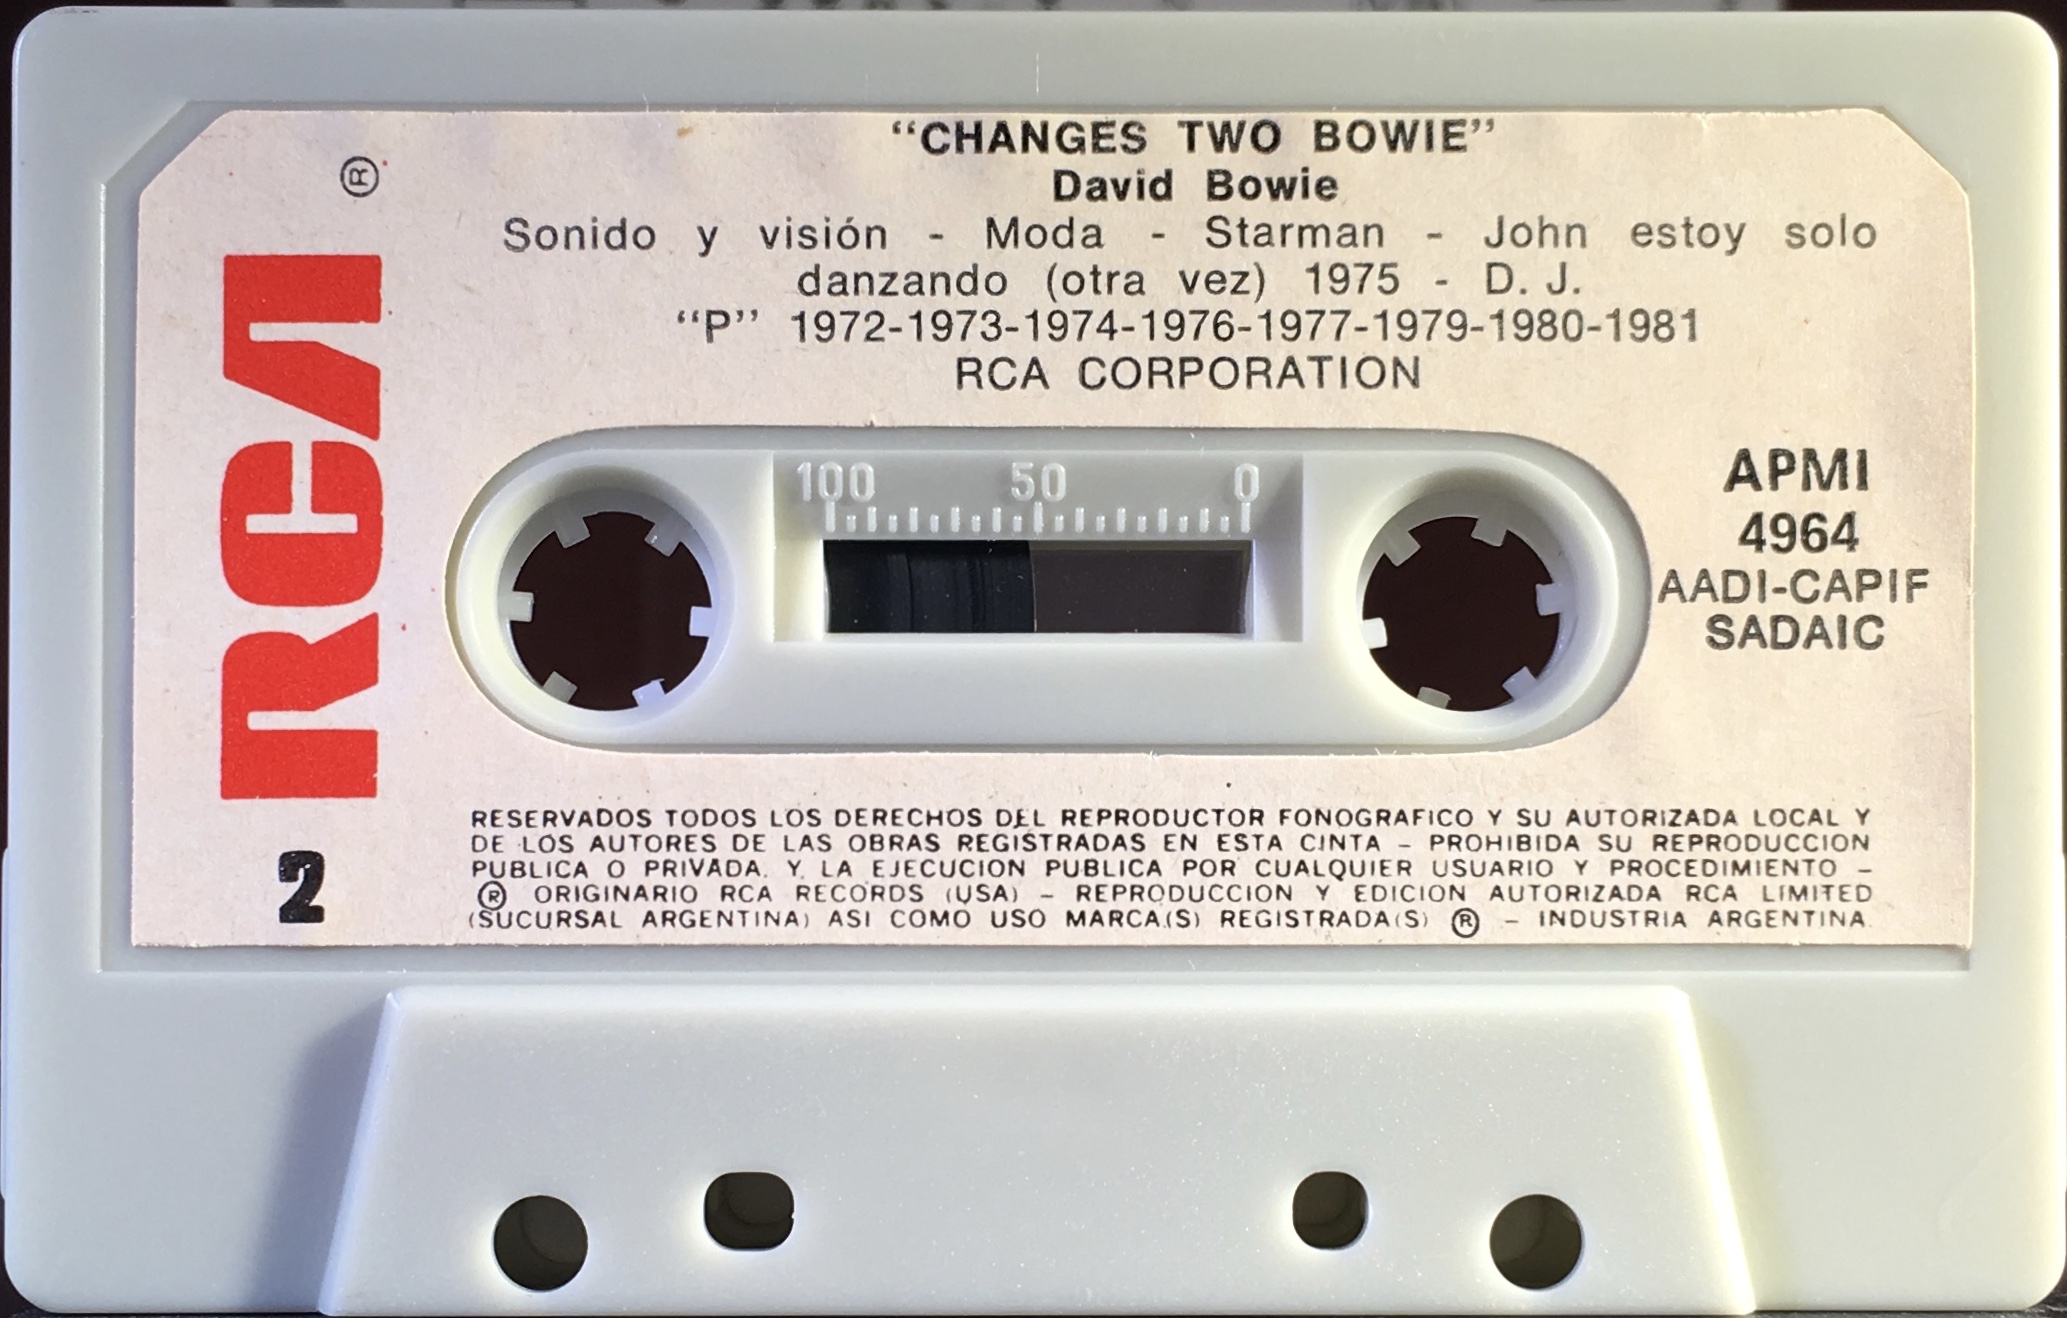 “CHANGES TWO BOWIE”
David Bowie
Sonido y visión - Moda - Starman - John estoy solo
danzando (otra vez) 1975 - D. J.
“P” 1972-1973-1974-1976-1977-1979-1980-1981
RCA CORPORATION
RCA ®
100 50 0
APMI
4964
AADI-CAPIF
SADAIC
2
RESERVADOS TODOS LOS DERECHOS DEL REPRODUCTOR FONOGRAFICO Y SU AUTORIZADA LOCAL Y
DE LOS AUTORES DE LAS OBRAS REGISTRADAS EN ESTA CINTA – PROHIBIDA SU REPRODUCCION
PUBLICA O PRIVADA. Y LA EJECUCION PUBLICA POR CUALQUIER USUARIO Y PROCEDIMIENTO –
® ORIGINARIO RCA RECORDS (USA) – REPRODUCCION Y EDICION AUTORIZADA RCA LIMITED
(SUCURSAL ARGENTINA) ASI COMO USO MARCA(S) REGISTRADA(S) ® – INDUSTRIA ARGENTINA